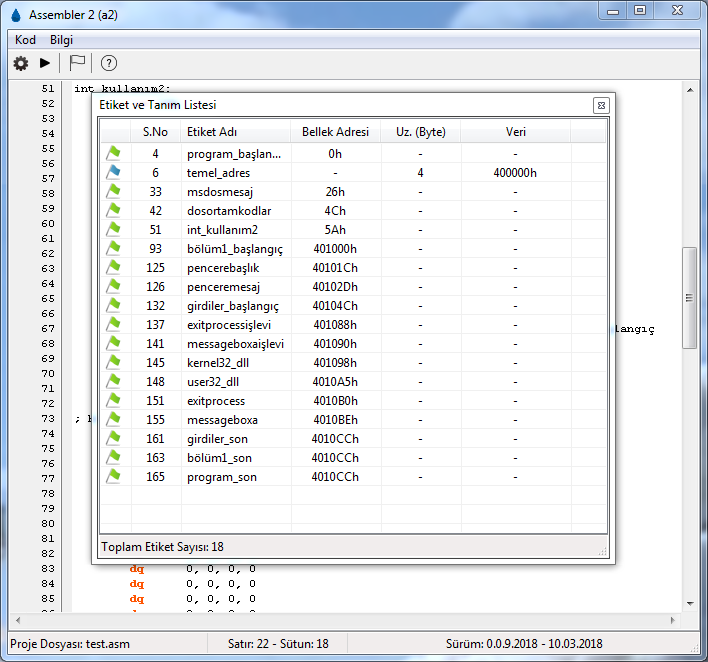 Assembler 2 (a2)
Kod Bilgi
51 int_kullanım2:
52
53
54
55
56
57
58
59
60
61
62
63
64
65
66
67 langıç
68
69
70
71
72
73 ;
74
75
76
77
78
79
80
81
82
83 dq 0, 0, 0, 0
84 dq 0, 0, 0, 0
85 dq 0, 0, 0, 0
Etiket ve Tanım Listesi
S.No Etiket Adı Bellek Adresi Uz. (Byte) Veri
4 program_başlan... 0h - -
6 temel_adres - 4 400000h
33 msdosmesaj 26h - -
42 dosortamkodlar 4Ch - -
51 int_kullanım2 5Ah - -
93 bölüm1_başlangıç 401000h - -
125 pencerebaşlık 40101Ch - -
126 penceremesaj 40102Dh - -
132 girdiler_başlangıç 40104Ch - -
137 exitprocessişlevi 401088h - -
141 messageboxaişlevi 401090h - -
145 kernel32_dll 401098h - -
148 user32_dll 4010A5h - -
151 exitprocess 4010B0h - -
155 messageboxa 4010BEh - -
161 girdiler_son 4010CCh - -
163 bölüm1_son 4010CCh - -
165 program_son 4010CCh - -
Toplam Etiket Sayısı: 18
Proje Dosyası: test.asm Satır: 22 - Sütun: 18 Sürüm: 0.0.9.2018 - 10.03.2018